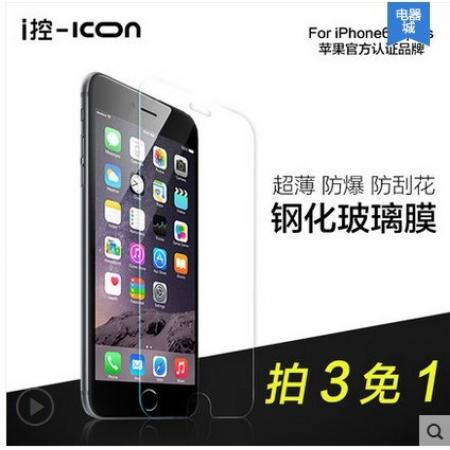 i控-ICON
For iPhone6
电器
城
苹果官方认证品牌
超薄 防爆 防刮花
钢化玻璃膜
拍3免1